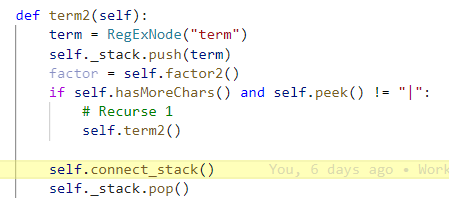 def term2(self):
    term = RegExNode("term")
    self._stack.push(term)
    factor = self.factor2()
    if self.hasMoreChars() and self.peek() != "|":
        # Recurse 1
        self.term2()

    self.connect_stack()        You, 6 days ago • Work
    self._stack.pop()